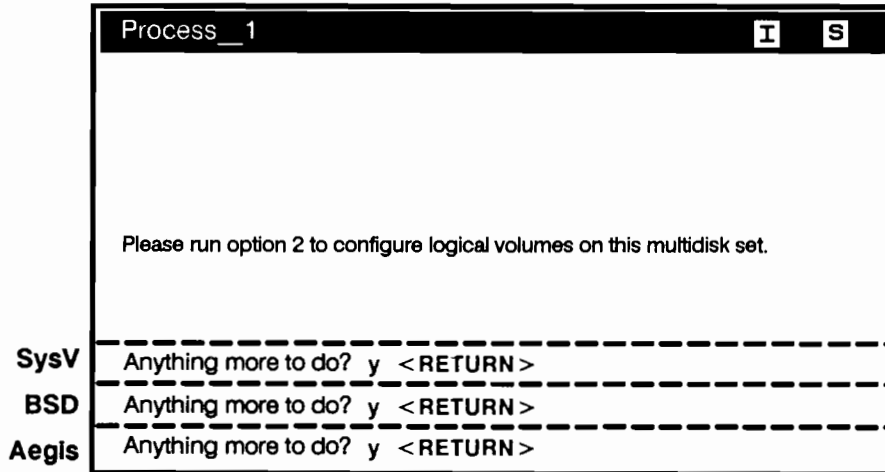 Process__1 I S
Please run option 2 to configure logical volumes on this multidisk set.
SysV Anything more to do? y <RETURN>
BSD Anything more to do? y <RETURN>
Aegis Anything more to do? y <RETURN>